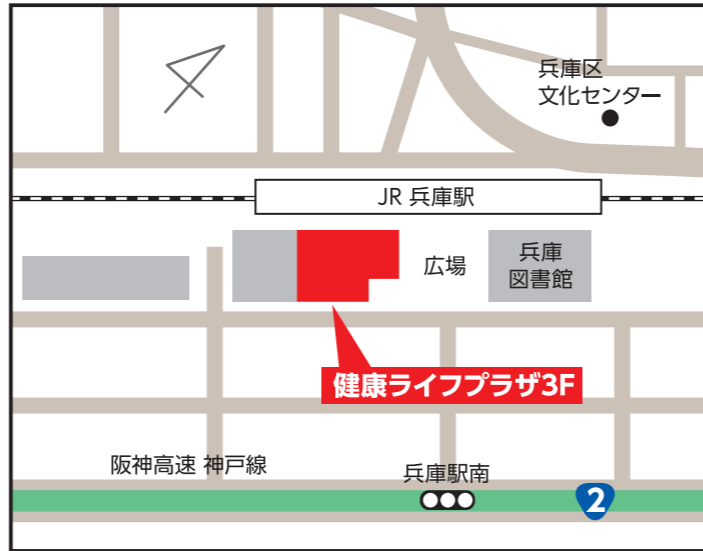 兵庫区
文化センター
JR 兵庫駅
広場
兵庫
図書館
健康ライフプラザ3F
阪神高速 神戸線
兵庫駅南
2